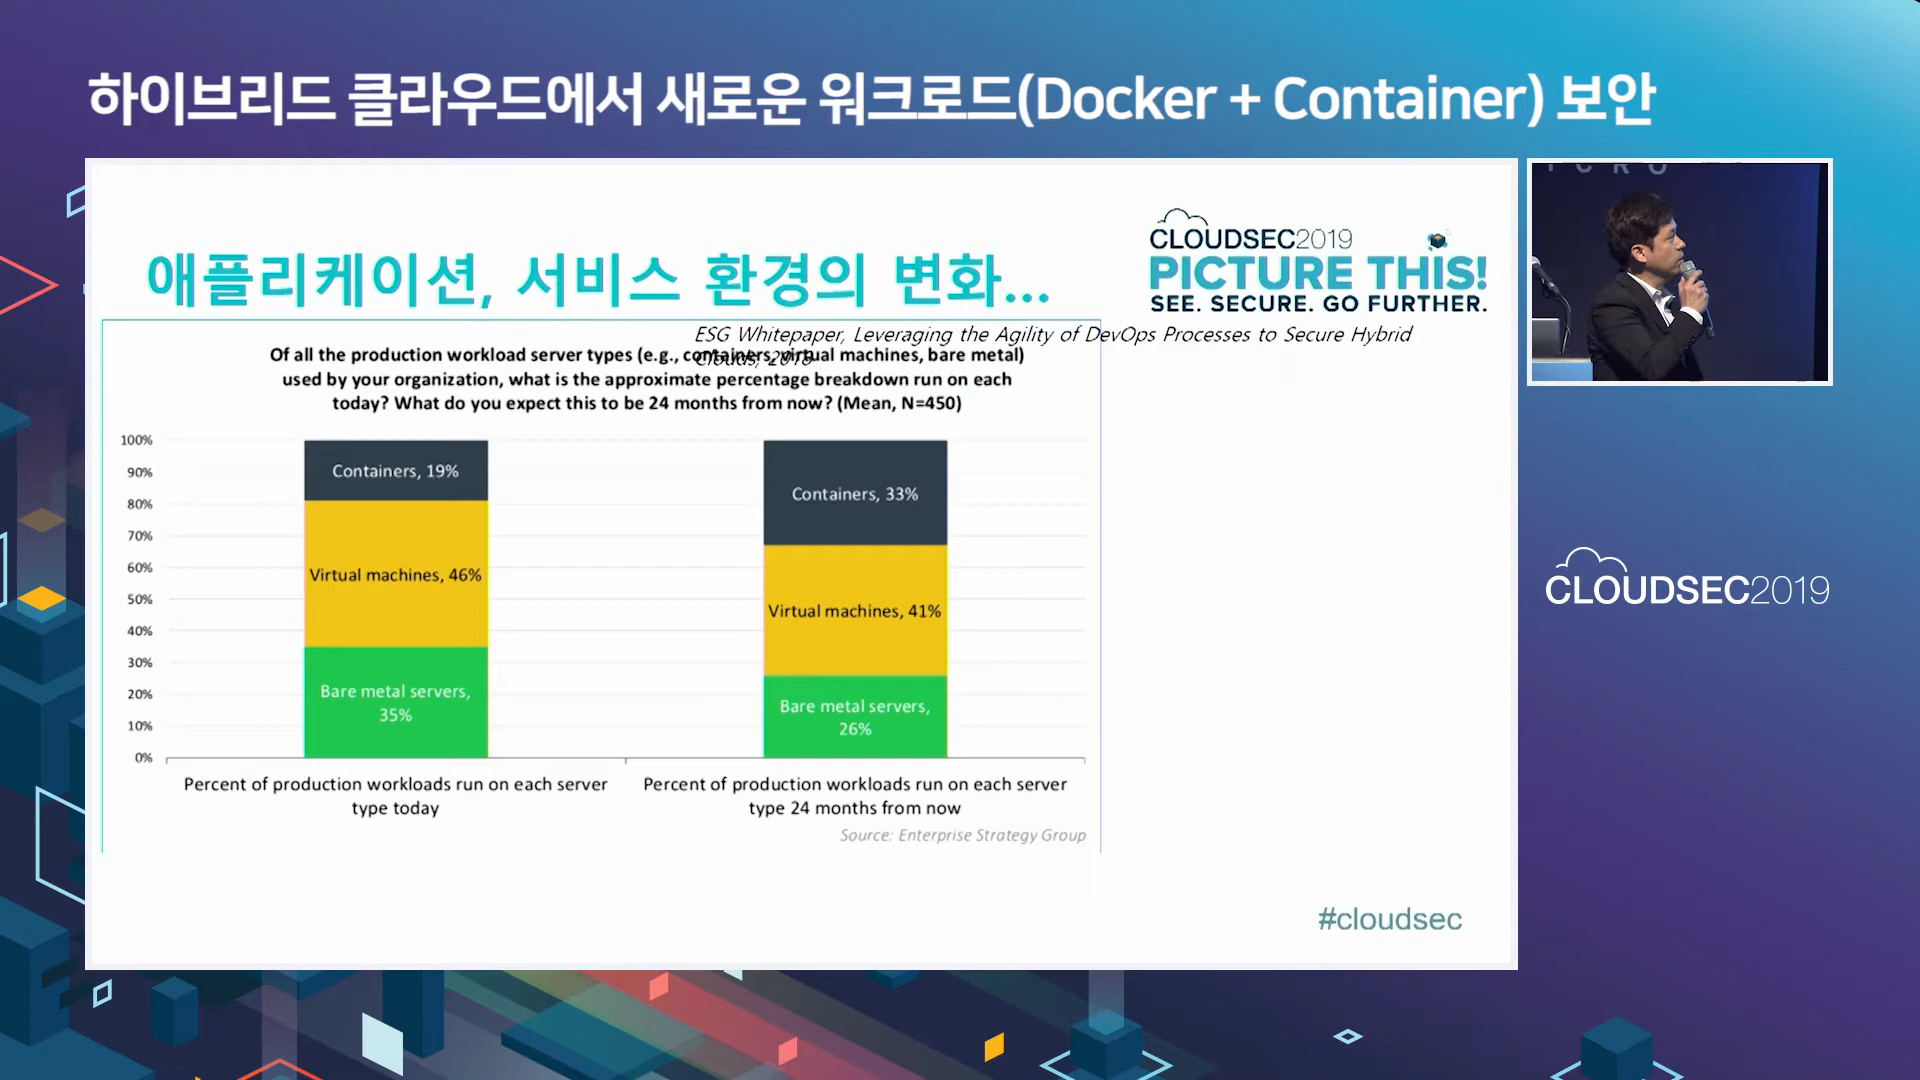 하이브리드 클라우드에서 새로운 워크로드(Docker + Container) 보안
애플리케이션, 서비스 환경의 변화...
CLOUDSEC2019
PICTURE THIS!
SEE. SECURE. GO FURTHER.
ESG Whitepaper, Leveraging the Agility of DevOps Processes to Secure Hybrid
Clouds, 2018
Of all the production workload server types (e.g., containers, virtual machines, bare metal)
used by your organization, what is the approximate percentage breakdown run on each
today? What do you expect this to be 24 months from now? (Mean, N=450)
100%
90%
80%
70%
60%
50%
40%
30%
20%
10%
0%
Containers, 19%
Virtual machines, 46%
Bare metal servers,
35%
Containers, 33%
Virtual machines, 41%
Bare metal servers,
26%
Percent of production workloads run on each server
type today
Percent of production workloads run on each server
type 24 months from now
Source: Enterprise Strategy Group
#cloudsec
CLOUDSEC2019